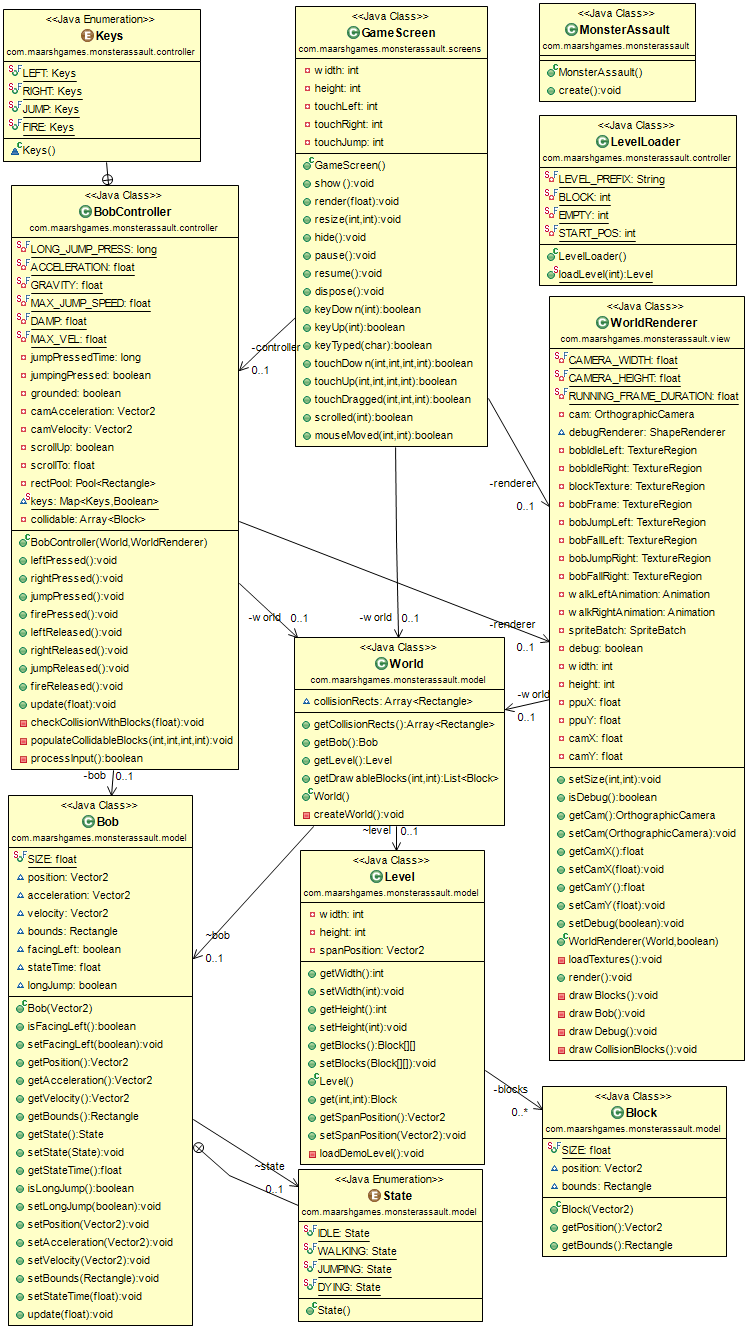 <<Java Enumeration>>
Keys
com.maarshgames.monsterassault.controller
LEFT: Keys
RIGHT: Keys
JUMP: Keys
FIRE: Keys
Keys()
<<Java Class>>
GameScreen
com.maarshgames.monsterassault.screens
width: int
height: int
touchLeft: int
touchRight: int
touchJump: int
GameScreen()
show():void
render(float):void
resize(int,int):void
hide():void
pause():void
resume():void
dispose():void
keyDown(int):boolean
keyUp(int):boolean
keyTyped(char):boolean
touchDown(int,int,int,int):boolean
touchUp(int,int,int,int):boolean
touchDragged(int,int,int):boolean
scrolled(int):boolean
mouseMoved(int,int):boolean
<<Java Class>>
MonsterAssault
com.maarshgames.monsterassault
MonsterAssault()
create():void
<<Java Class>>
LevelLoader
com.maarshgames.monsterassault.controller
LEVEL_PREFIX: String
BLOCK: int
EMPTY: int
START_POS: int
LevelLoader()
loadLevel(int):Level
<<Java Class>>
BobController
com.maarshgames.monsterassault.controller
LONG_JUMP_PRESS: long
ACCELERATION: float
GRAVITY: float
MAX_JUMP_SPEED: float
DAMP: float
MAX_VEL: float
jumpPressedTime: long
jumpingPressed: boolean
grounded: boolean
camAcceleration: Vector2
camVelocity: Vector2
scrollUp: boolean
scrollTo: float
rectPool: Pool<Rectangle>
keys: Map<Keys,Boolean>
collidable: Array<Block>
BobController(World,WorldRenderer)
leftPressed():void
rightPressed():void
jumpPressed():void
firePressed():void
leftReleased():void
rightReleased():void
jumpReleased():void
fireReleased():void
update(float):void
checkCollisionWithBlocks(float):void
populateCollidableBlocks(int,int,int,int):void
processInput():boolean
-controller
0..1
-renderer
0..1
-world
0..1
-world
0..1
-renderer
0..1
-world
0..1
<<Java Class>>
WorldRenderer
com.maarshgames.monsterassault.view
CAMERA_WIDTH: float
CAMERA_HEIGHT: float
RUNNING_FRAME_DURATION: float
cam: OrthographicCamera
debugRenderer: ShapeRenderer
bobIdleLeft: TextureRegion
bobIdleRight: TextureRegion
blockTexture: TextureRegion
bobFrame: TextureRegion
bobJumpLeft: TextureRegion
bobFallLeft: TextureRegion
bobJumpRight: TextureRegion
bobFallRight: TextureRegion
walkLeftAnimation: Animation
walkRightAnimation: Animation
spriteBatch: SpriteBatch
debug: boolean
width: int
height: int
ppuX: float
ppuY: float
camX: float
camY: float
setSize(int,int):void
isDebug():boolean
getCam():OrthographicCamera
setCam(OrthographicCamera):void
getCamX():float
setCamX(float):void
getCamY():float
setCamY(float):void
setDebug(boolean):void
WorldRenderer(World,boolean)
loadTextures():void
render():void
drawBlocks():void
drawBob():void
drawDebug():void
drawCollisionBlocks():void
<<Java Class>>
World
com.maarshgames.monsterassault.model
collisionRects: Array<Rectangle>
getCollisionRects():Array<Rectangle>
getBob():Bob
getLevel():Level
getDrawableBlocks(int,int):List<Block>
World()
createWorld():void
-bob
0..1
~level
0..1
~bob
0..1
<<Java Class>>
Bob
com.maarshgames.monsterassault.model
SIZE: float
position: Vector2
acceleration: Vector2
velocity: Vector2
bounds: Rectangle
facingLeft: boolean
stateTime: float
longJump: boolean
Bob(Vector2)
isFacingLeft():boolean
setFacingLeft(boolean):void
getPosition():Vector2
getAcceleration():Vector2
getVelocity():Vector2
getBounds():Rectangle
getState():State
setState(State):void
getStateTime():float
isLongJump():boolean
setLongJump(boolean):void
setPosition(Vector2):void
setAcceleration(Vector2):void
setVelocity(Vector2):void
setBounds(Rectangle):void
setStateTime(float):void
update(float):void
<<Java Class>>
Level
com.maarshgames.monsterassault.model
width: int
height: int
spanPosition: Vector2
getWidth():int
setWidth(int):void
getHeight():int
setHeight(int):void
getBlocks():Block[][]
setBlocks(Block[][]):void
Level()
get(int,int):Block
getSpanPosition():Vector2
setSpanPosition(Vector2):void
loadDemoLevel():void
-blocks
0..*
~state
0..1
<<Java Class>>
Block
com.maarshgames.monsterassault.model
SIZE: float
position: Vector2
bounds: Rectangle
Block(Vector2)
getPosition():Vector2
getBounds():Rectangle
<<Java Enumeration>>
State
com.maarshgames.monsterassault.model
IDLE: State
WALKING: State
JUMPING: State
DYING: State
State()